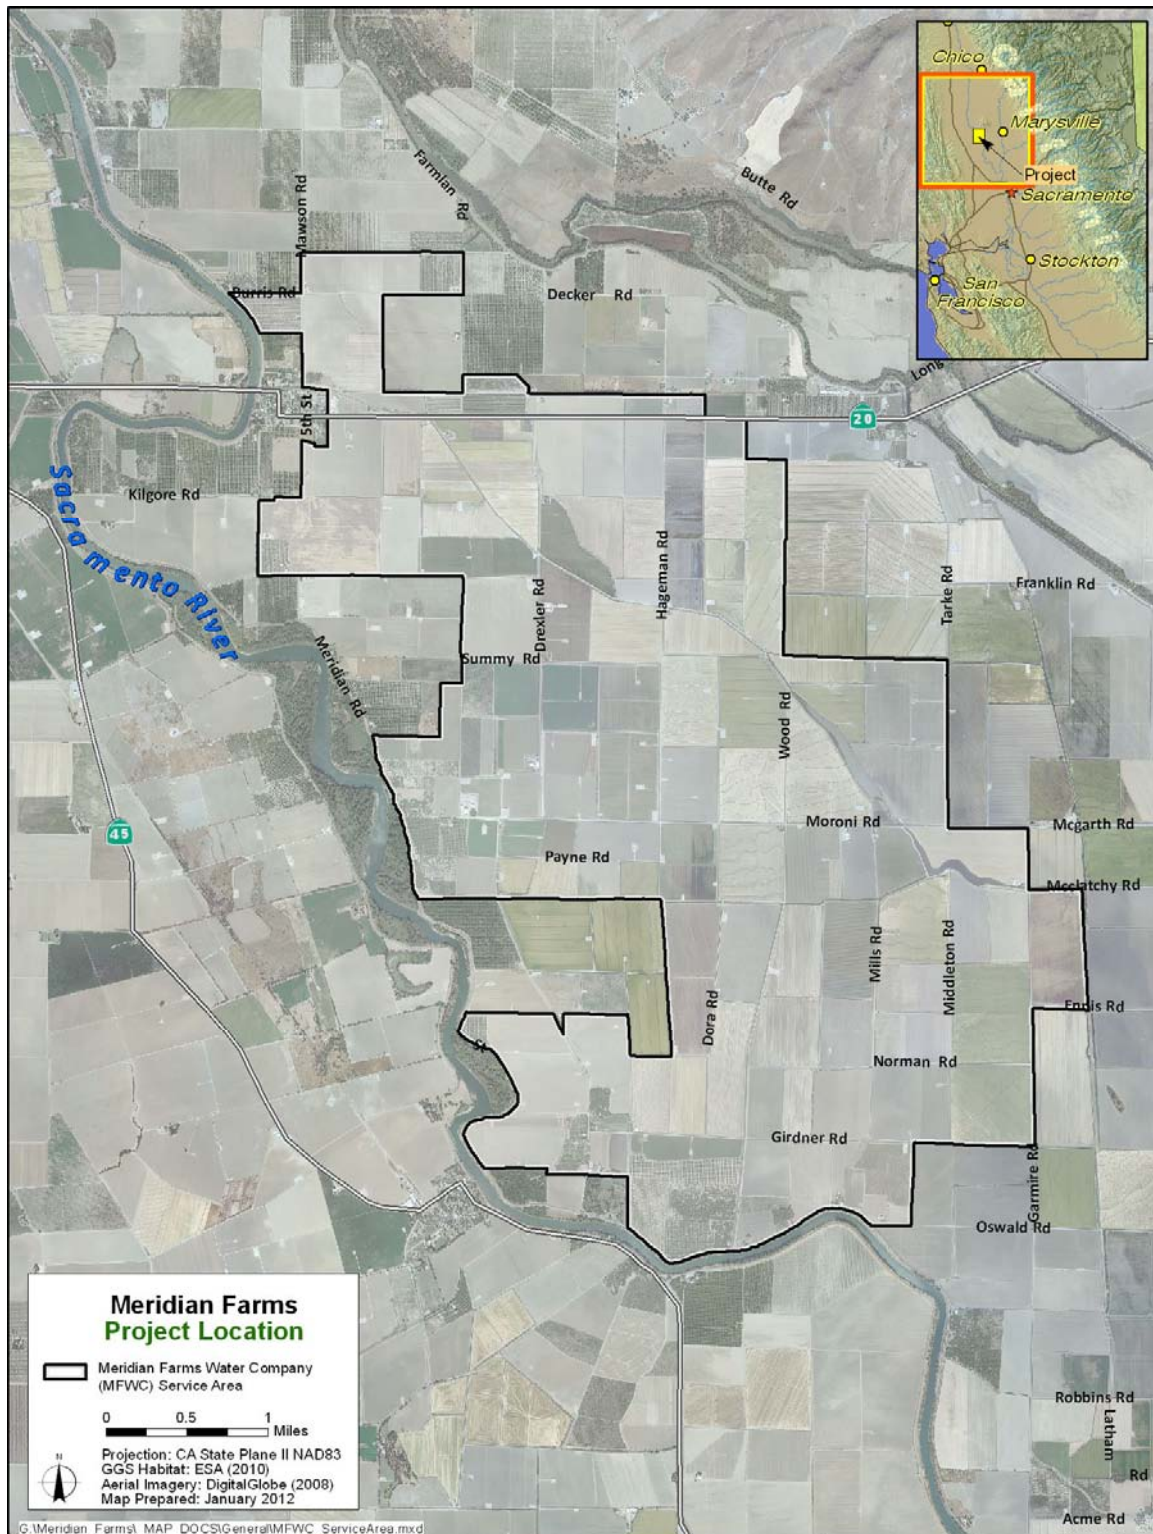 Chico
Marysville
Project
Sacramento
Stockton
San
Francisco
Mawson Rd
Farmlan Rd
Butte Rd
Burris Rd
Decker Rd
Long
5th St
20
Kilgore Rd
Sacramento River
Hageman Rd
Drexler Rd
Tarke Rd
Franklin Rd
Meridian Rd
Summy Rd
Wood Rd
45
Moroni Rd
Mcgarth Rd
Payne Rd
Mcclatchy Rd
Mills Rd
Middleton Rd
Dora Rd
Ennis Rd
St
Norman Rd
Girdner Rd
Garmire Rd
Oswald Rd
Meridian Farms
Project Location
Meridian Farms Water Company
(MFWC) Service Area
0 0.5 1
Miles
N
Projection: CA State Plane II NAD83
GGS Habitat: ESA (2010)
Aerial Imagery: DigitalGlobe (2008)
Map Prepared: January 2012
Robbins Rd
Latham
Rd
Acme Rd
G:\Meridian Farms\_MAP_DOCS\General\MFWC_ServiceArea.mxd